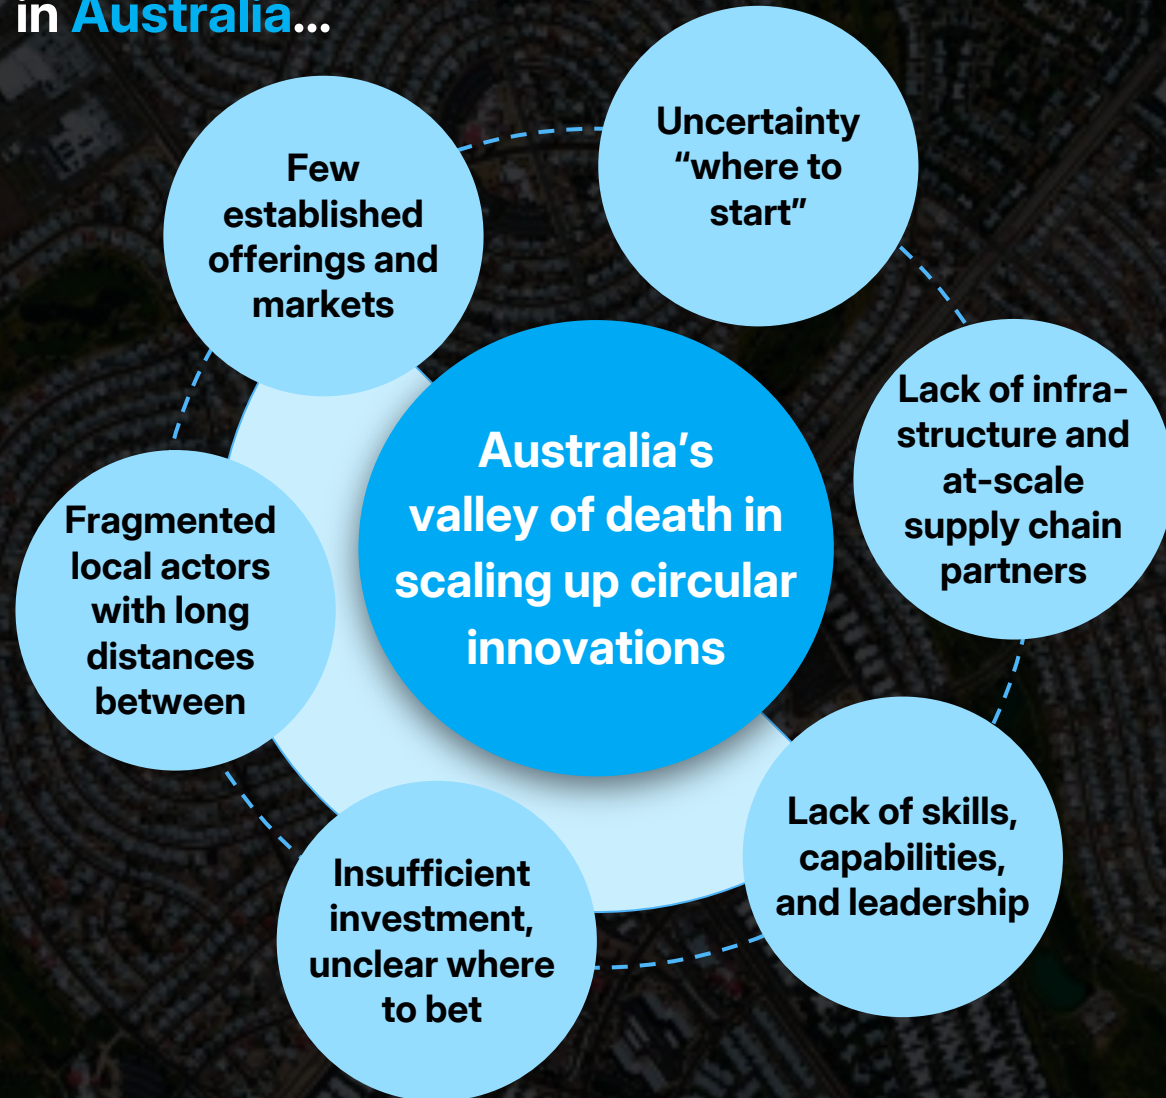 in Australia...
Few
established
offerings and
markets
Uncertainty
“where to
start”
Lack of infra-
structure and
at-scale
supply chain
partners
Australia’s
valley of death in
scaling up circular
innovations
Fragmented
local actors
with long
distances
between
Lack of skills,
capabilities,
and leadership
Insufficient
investment,
unclear where
to bet